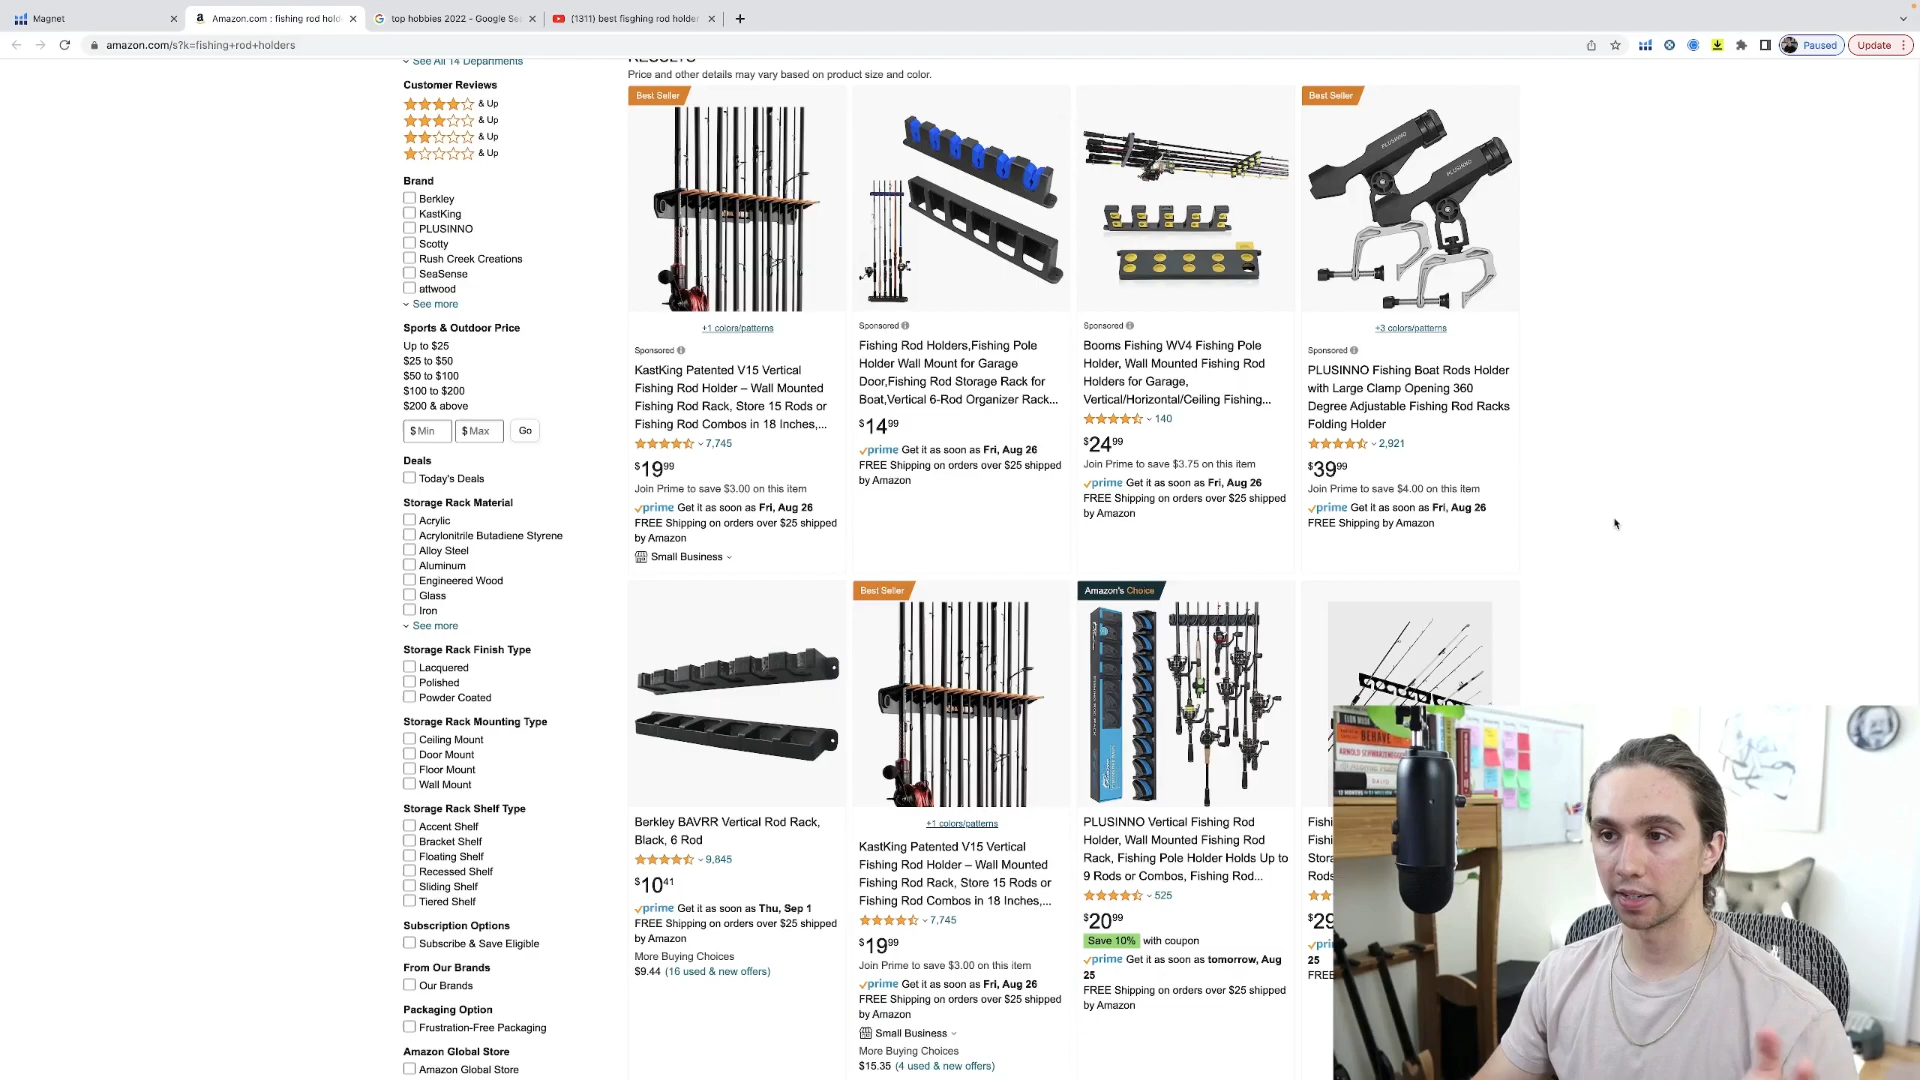 Magnet
Amazon.com : fishing rod hold
top hobbies 2022 - Google Se
(1311) best fisghing rod holder
amazon.com/s?k=fishing+rod+holders
Paused
Update
See All 14 Departments
Customer Reviews
& Up
& Up
& Up
& Up
Brand
Berkley
KastKing
PLUSINNO
Scotty
Rush Creek Creations
SeaSense
attwood
See more
Sports & Outdoor Price
Up to $25
$25 to $50
$50 to $100
$100 to $200
$200 & above
$ Min
$ Max
Go
Deals
Today's Deals
Storage Rack Material
Acrylic
Acrylonitrile Butadiene Styrene
Alloy Steel
Aluminum
Engineered Wood
Glass
Iron
See more
Storage Rack Finish Type
Lacquered
Polished
Powder Coated
Storage Rack Mounting Type
Ceiling Mount
Door Mount
Floor Mount
Wall Mount
Storage Rack Shelf Type
Accent Shelf
Bracket Shelf
Floating Shelf
Recessed Shelf
Sliding Shelf
Tiered Shelf
Subscription Options
Subscribe & Save Eligible
From Our Brands
Our Brands
Packaging Option
Frustration-Free Packaging
Amazon Global Store
Amazon Global Store
RESULTS
Price and other details may vary based on product size and color.
Best Seller
+1 colors/patterns
Sponsored
KastKing Patented V15 Vertical
Fishing Rod Holder – Wall Mounted
Fishing Rod Rack, Store 15 Rods or
Fishing Rod Combos in 18 Inches,...
7,745
$19 99
Join Prime to save $3.00 on this item
prime Get it as soon as Fri, Aug 26
FREE Shipping on orders over $25 shipped
by Amazon
Small Business
Sponsored
Fishing Rod Holders,Fishing Pole
Holder Wall Mount for Garage
Door,Fishing Rod Storage Rack for
Boat,Vertical 6-Rod Organizer Rack...
$14 99
prime Get it as soon as Fri, Aug 26
FREE Shipping on orders over $25 shipped
by Amazon
Sponsored
Booms Fishing WV4 Fishing Pole
Holder, Wall Mounted Fishing Rod
Holders for Garage,
Vertical/Horizontal/Ceiling Fishing...
140
$24 99
Join Prime to save $3.75 on this item
prime Get it as soon as Fri, Aug 26
FREE Shipping on orders over $25 shipped
by Amazon
Best Seller
PLUSINNO
PLUSINNO
+3 colors/patterns
Sponsored
PLUSINNO Fishing Boat Rods Holder
with Large Clamp Opening 360
Degree Adjustable Fishing Rod Racks
Folding Holder
2,921
$39 99
Join Prime to save $4.00 on this item
prime Get it as soon as Fri, Aug 26
FREE Shipping by Amazon
Berkley BAVRR Vertical Rod Rack,
Black, 6 Rod
9,845
$10 41
prime Get it as soon as Thu, Sep 1
FREE Shipping on orders over $25 shipped
by Amazon
More Buying Choices
$9.44 (16 used & new offers)
Best Seller
+1 colors/patterns
KastKing Patented V15 Vertical
Fishing Rod Holder – Wall Mounted
Fishing Rod Rack, Store 15 Rods or
Fishing Rod Combos in 18 Inches,...
7,745
$19 99
Join Prime to save $3.00 on this item
prime Get it as soon as Fri, Aug 26
FREE Shipping on orders over $25 shipped
by Amazon
Small Business
More Buying Choices
$15.35 (4 used & new offers)
Amazon's Choice
PLUSINNO Vertical Fishing Rod
Holder, Wall Mounted Fishing Rod
Rack, Fishing Pole Holder Holds Up to
9 Rods or Combos, Fishing Rod...
525
$20 99
Save 10% with coupon
prime Get it as soon as tomorrow, Aug
25
FREE Shipping on orders over $25 shipped
by Amazon
Fishi
Stora
Rods
$29
pri
25
FREE
ELON MUSK
BEHAVE
ARNOLD SCHWARZENEGGER